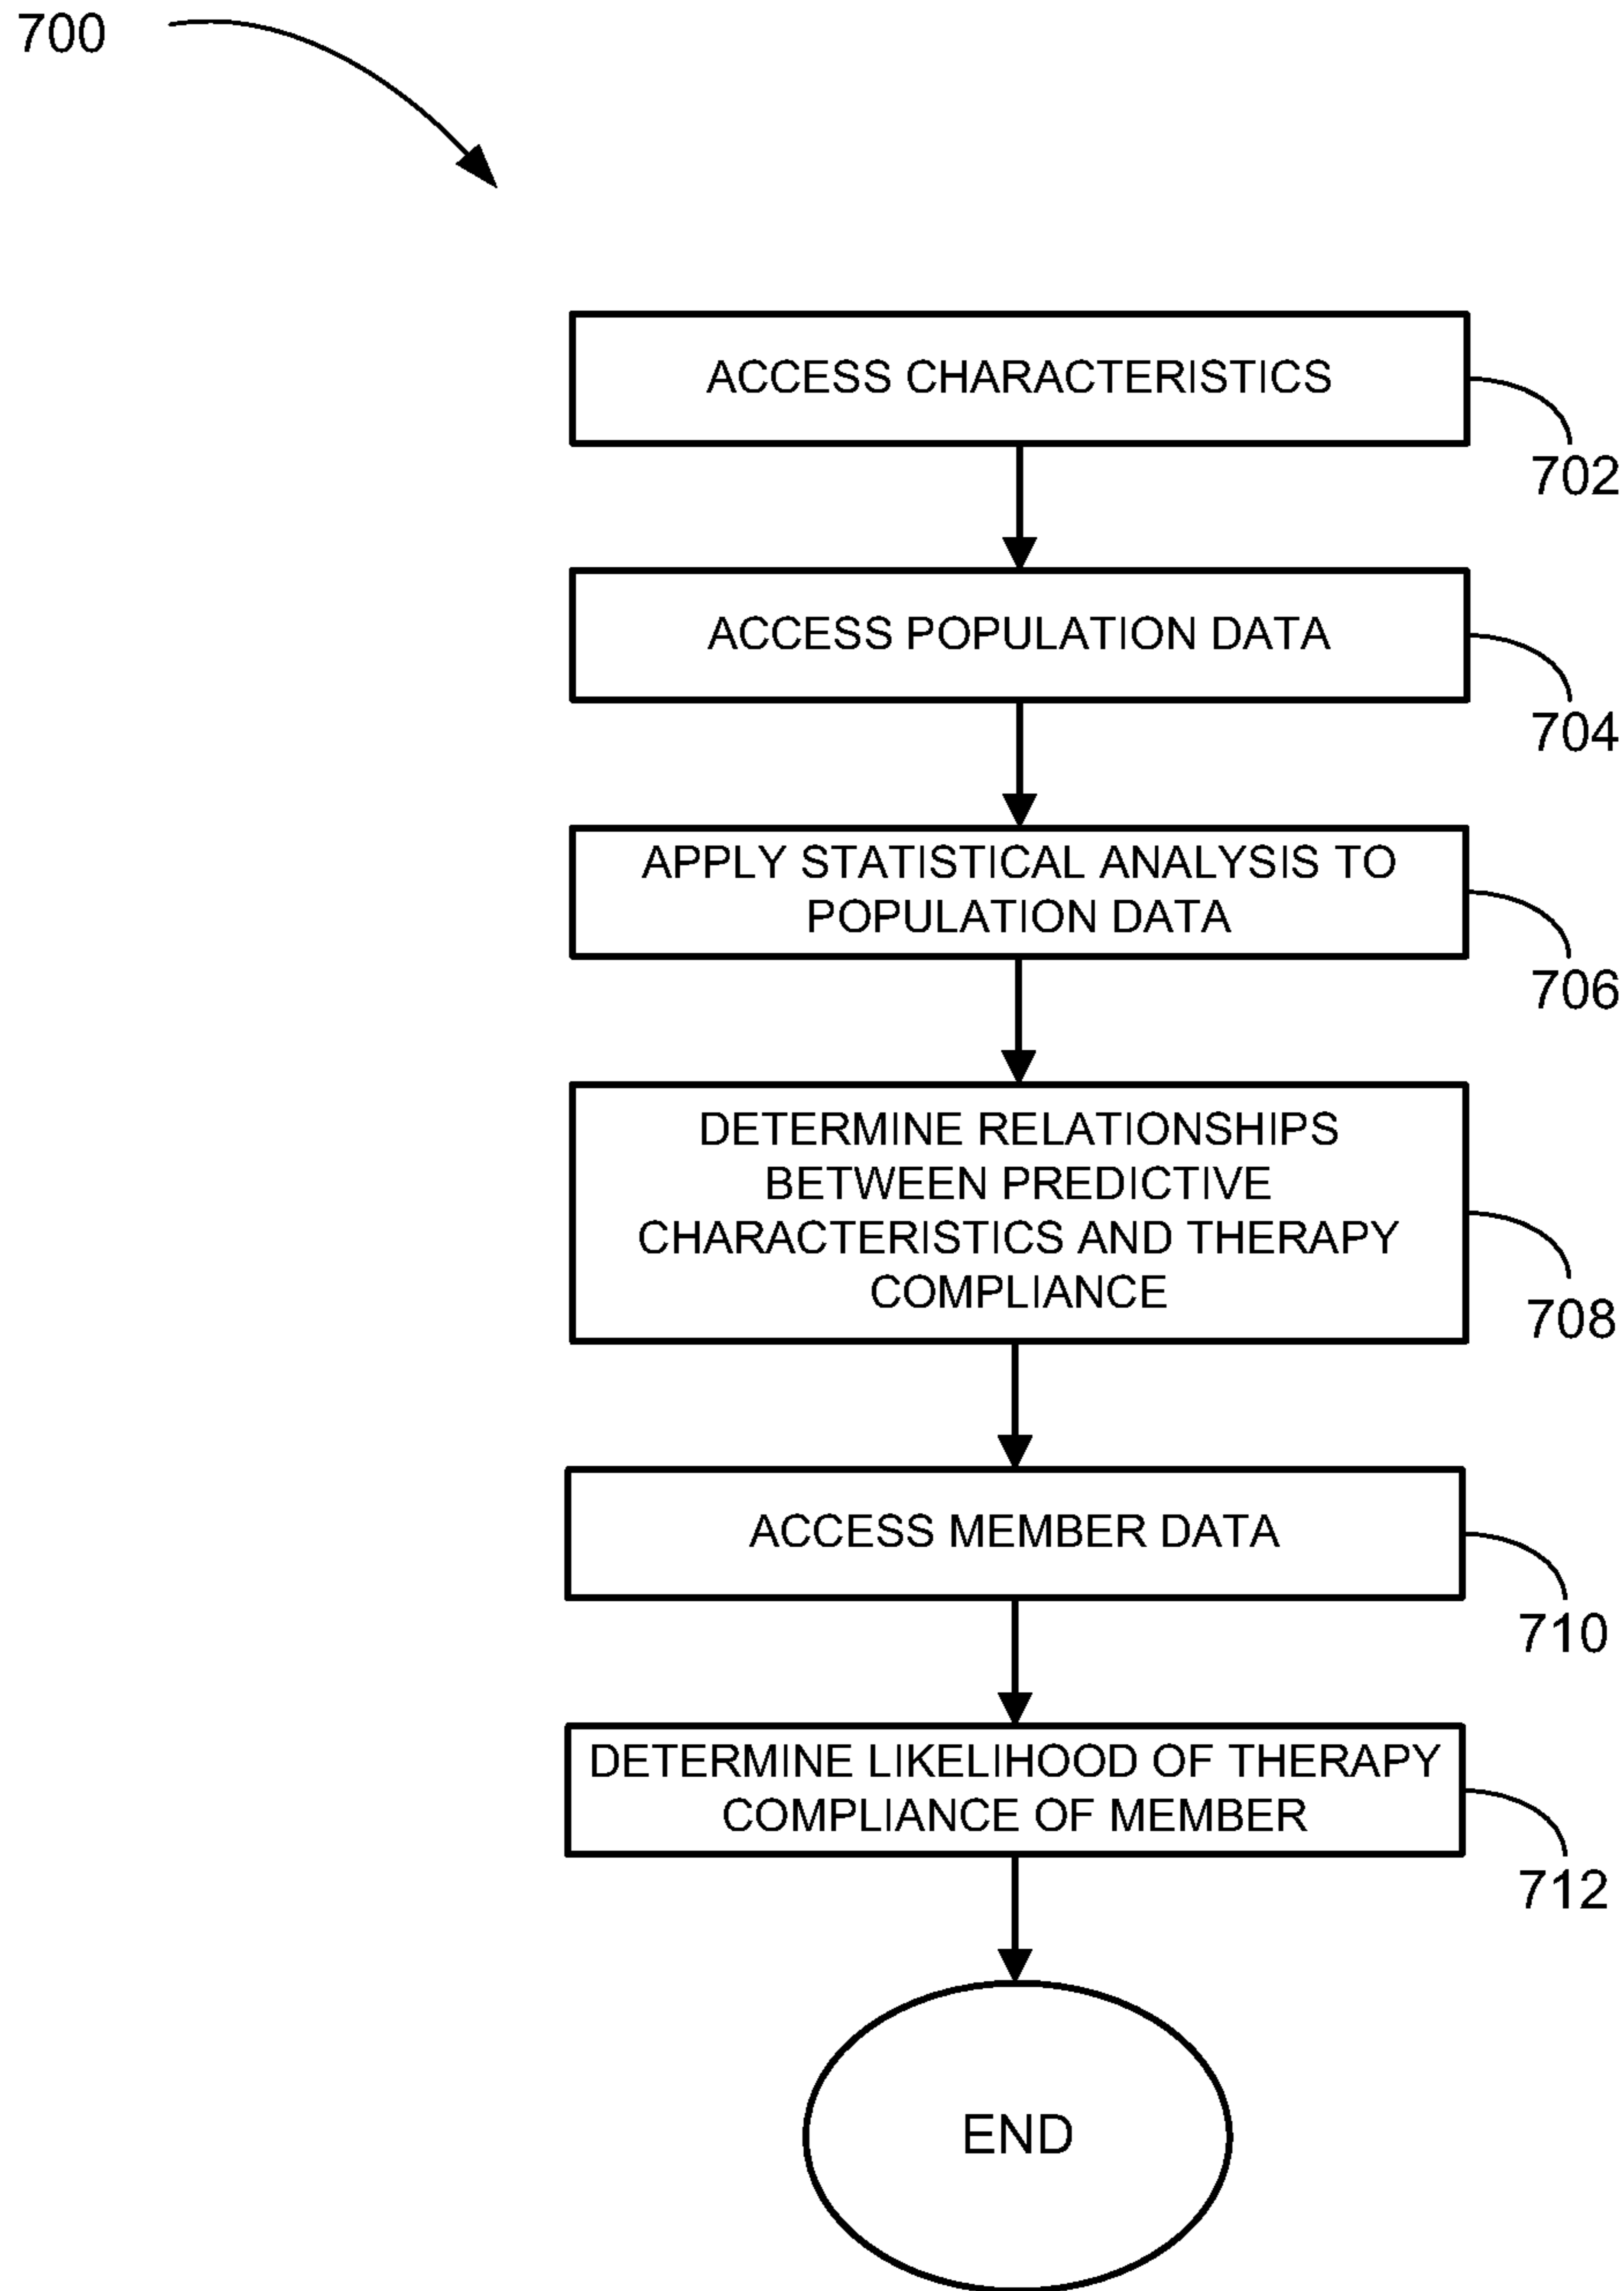 700
ACCESS CHARACTERISTICS
702
ACCESS POPULATION DATA
704
APPLY STATISTICAL ANALYSIS TO
POPULATION DATA
706
DETERMINE RELATIONSHIPS
BETWEEN PREDICTIVE
CHARACTERISTICS AND THERAPY
COMPLIANCE
708
ACCESS MEMBER DATA
710
DETERMINE LIKELIHOOD OF THERAPY
COMPLIANCE OF MEMBER
712
END